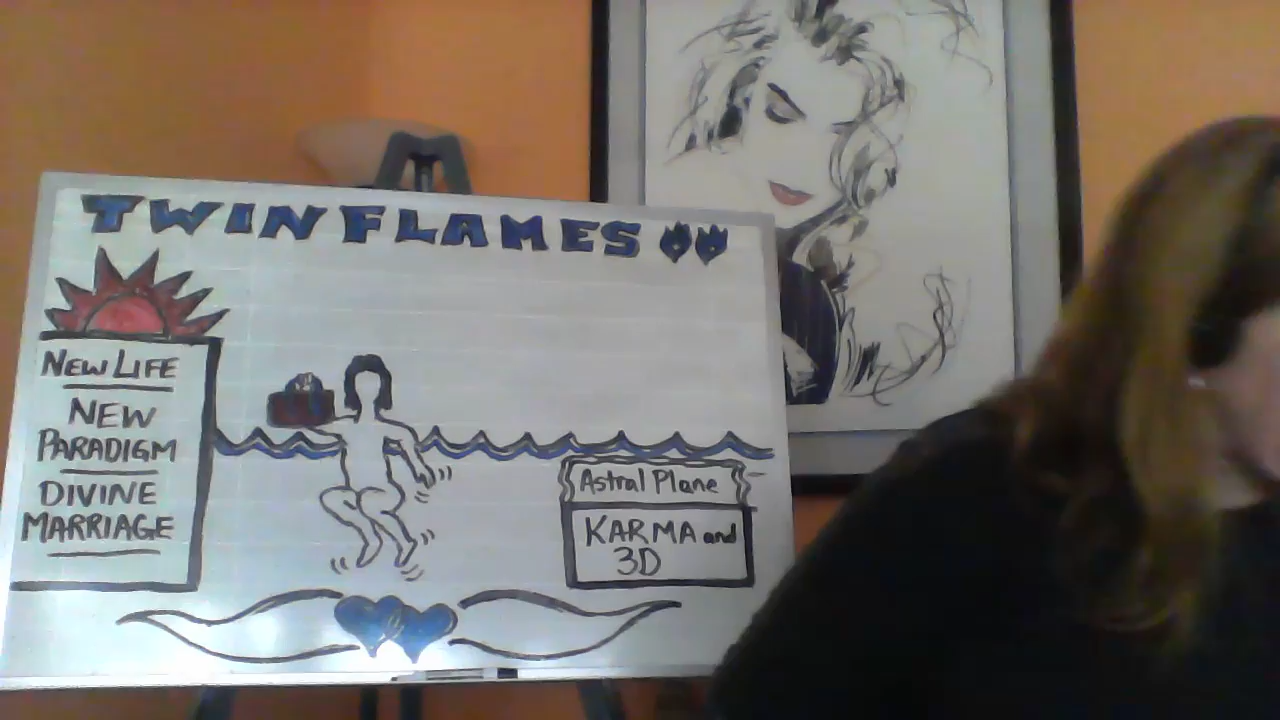 TWIN FLAMES
NEW LIFE
NEW
PARADIGM
DIVINE
MARRIAGE
Astral Plane
KARMA and
3D